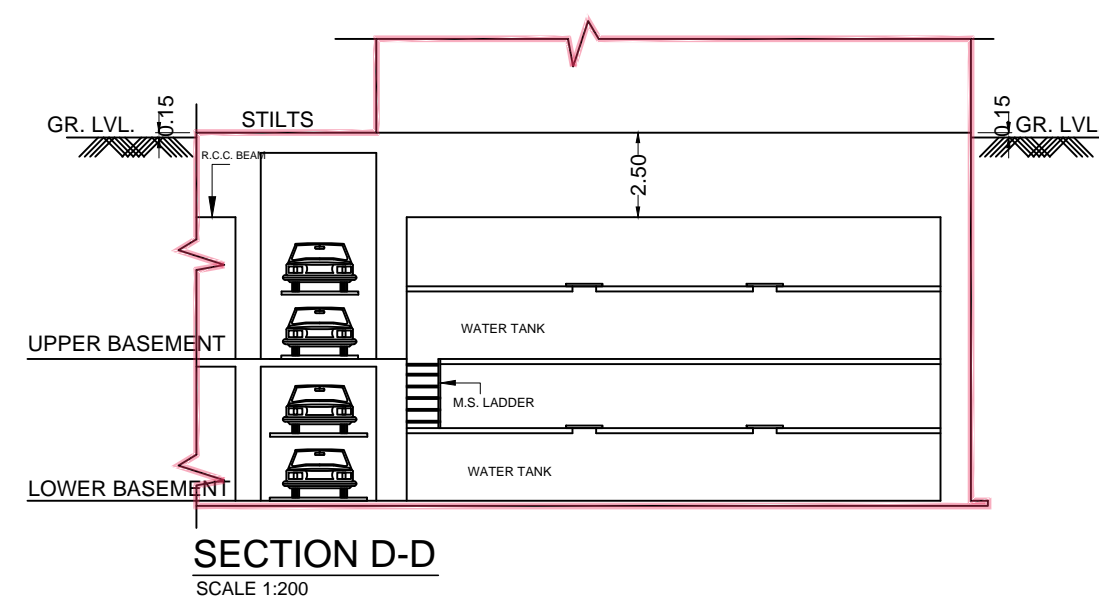 GR. LVL.
0.15
STILTS
0.15
GR. LVL
R.C.C. BEAM
2.50
WATER TANK
UPPER BASEMENT
M.S. LADDER
WATER TANK
LOWER BASEMENT
SECTION D-D
SCALE 1:200